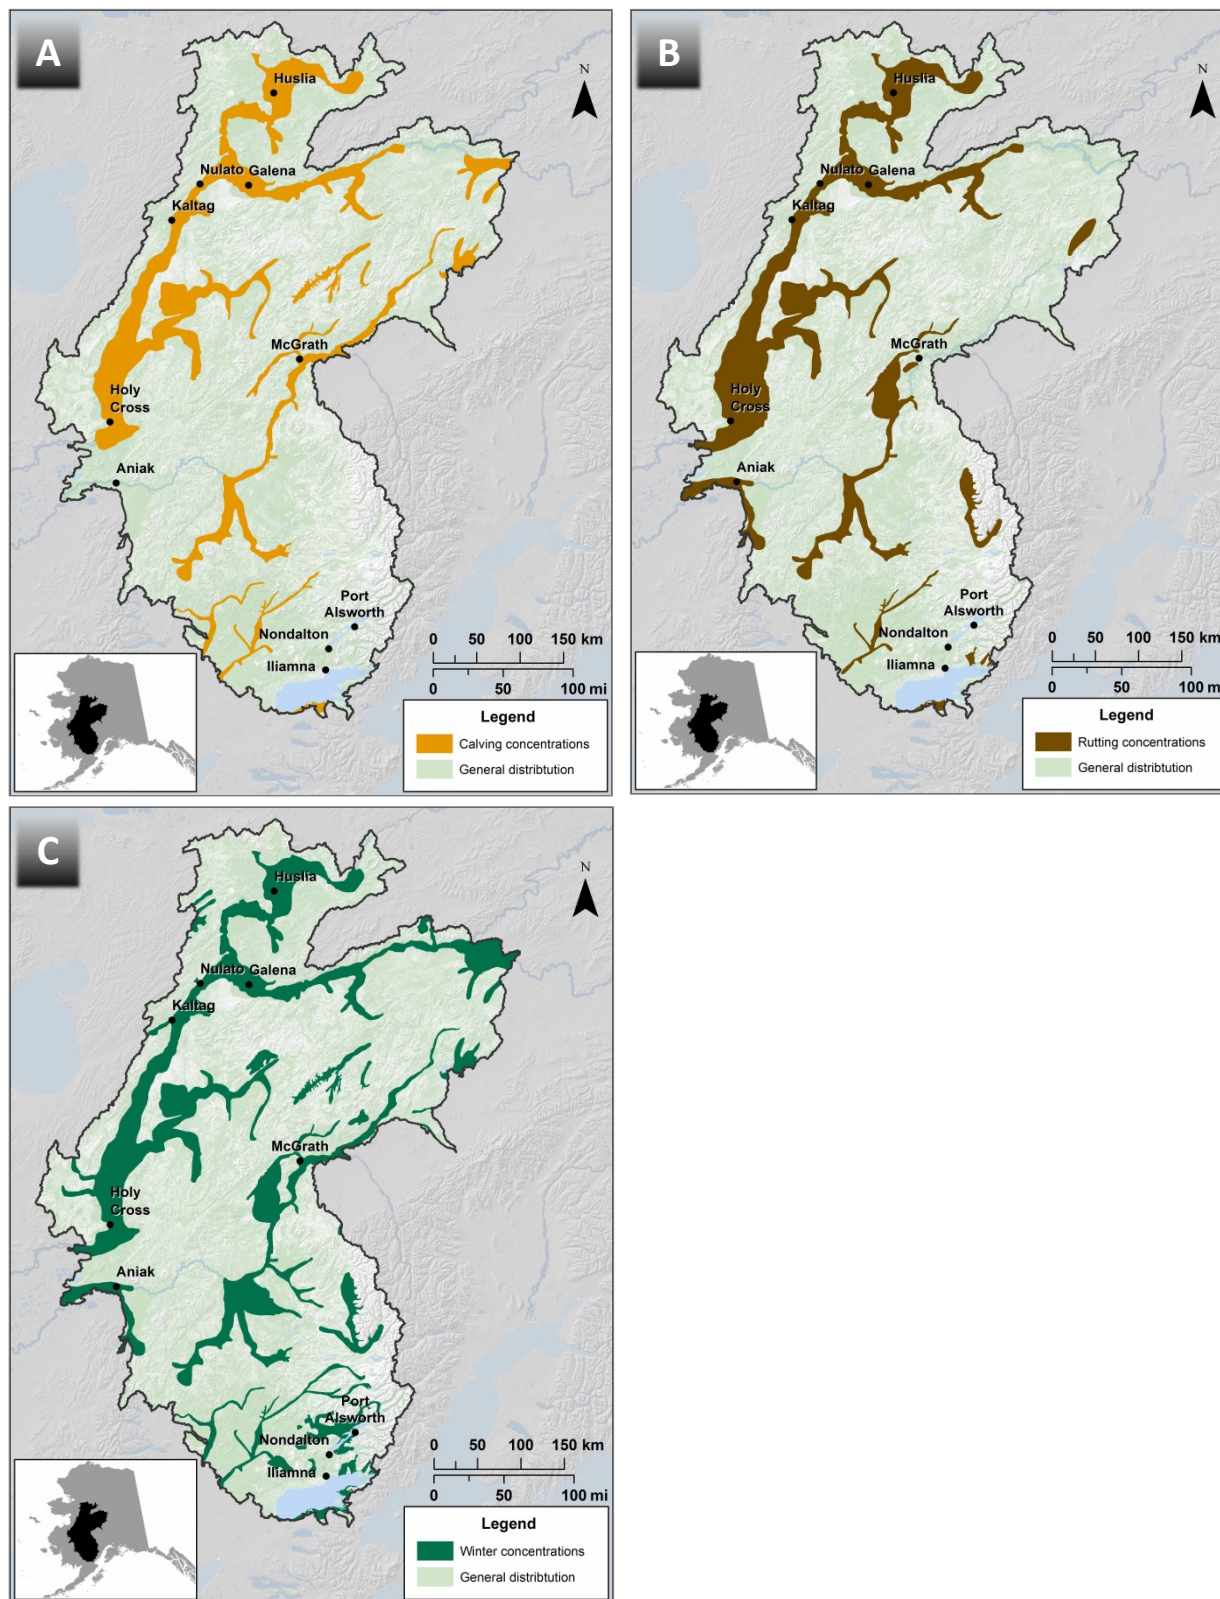 A
N
Huslia
Nulato Galena
Kaltag
McGrath
Holy
Cross
Aniak
Port
Alsworth
Nondalton
Iliamna
0 50 100 150 km
0 50 100 mi
Legend
Calving concentrations
General distribtution
B
N
Huslia
Nulato Galena
Kaltag
McGrath
Holy
Cross
Aniak
Port
Alsworth
Nondalton
Iliamna
0 50 100 150 km
0 50 100 mi
Legend
Rutting concentrations
General distribtution
C
N
Huslia
Nulato Galena
Kaltag
McGrath
Holy
Cross
Aniak
Port
Alsworth
Nondalton
Iliamna
0 50 100 150 km
0 50 100 mi
Legend
Winter concentrations
General distribtution